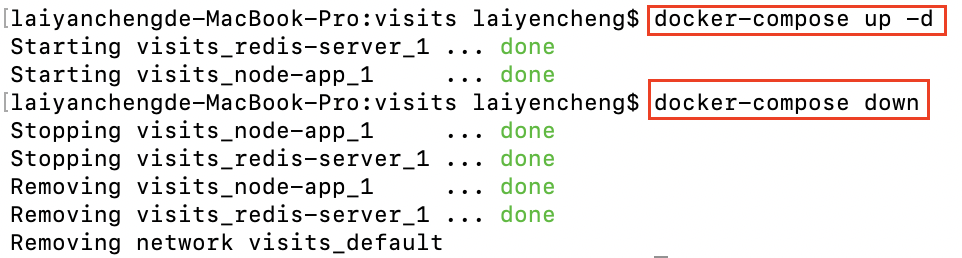 [laiyanchengde-MacBook-Pro:visits laiyencheng$ docker-compose up -d
Starting visits_redis-server_1 ... done
Starting visits_node-app_1     ... done
[laiyanchengde-MacBook-Pro:visits laiyencheng$ docker-compose down
Stopping visits_node-app_1     ... done
Stopping visits_redis-server_1 ... done
Removing visits_node-app_1     ... done
Removing visits_redis-server_1 ... done
Removing network visits_default